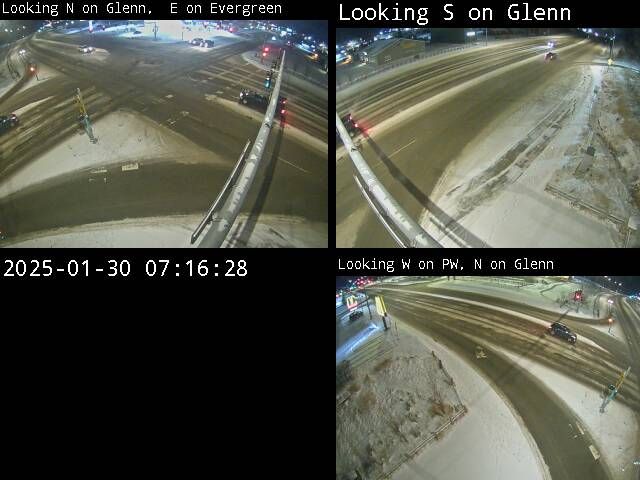 Looking N on Glenn, E on Evergreen
Looking S on Glenn
2025-01-30 07:16:28
Looking W on PW, N on Glenn